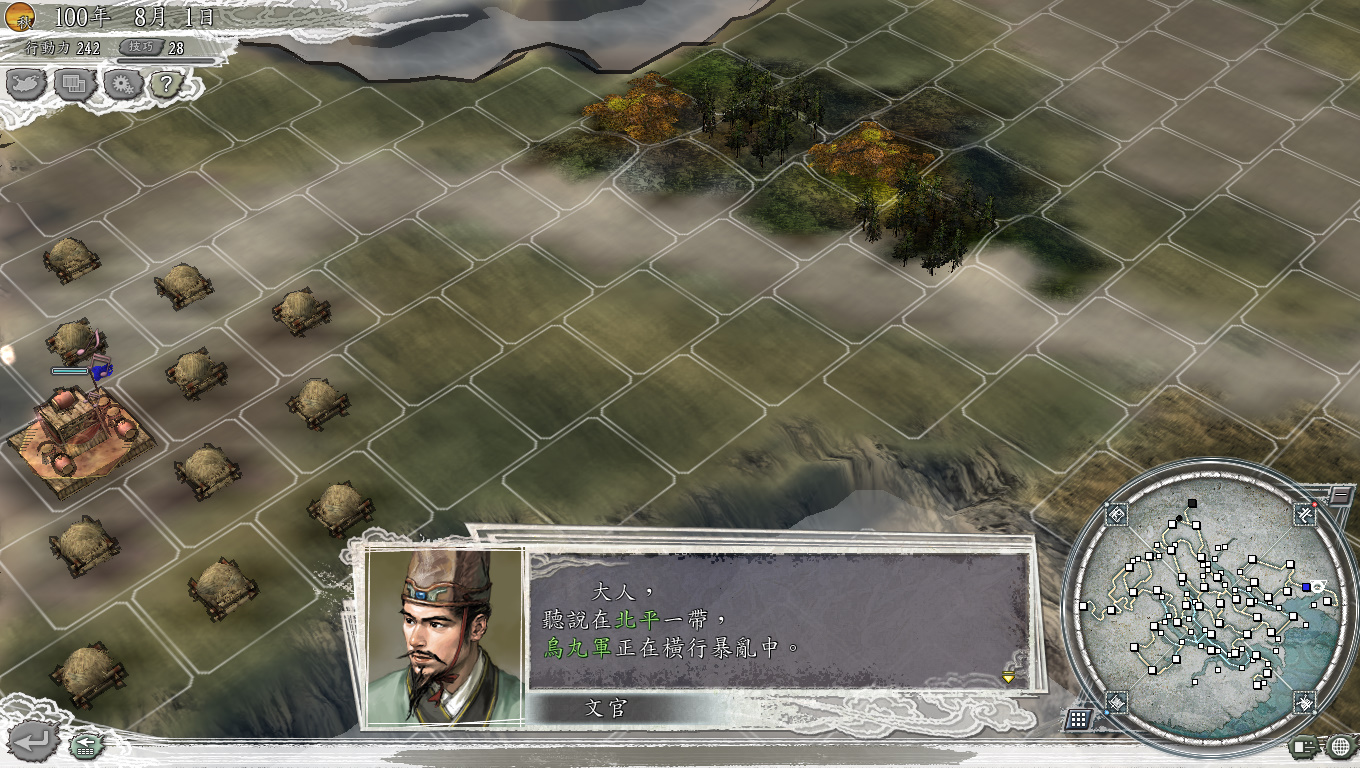 秋 100年 8月 1日
行動力 242 技巧 28
?
大人，
聽說在北平一帶，
烏丸軍正在橫行暴亂中。
文官